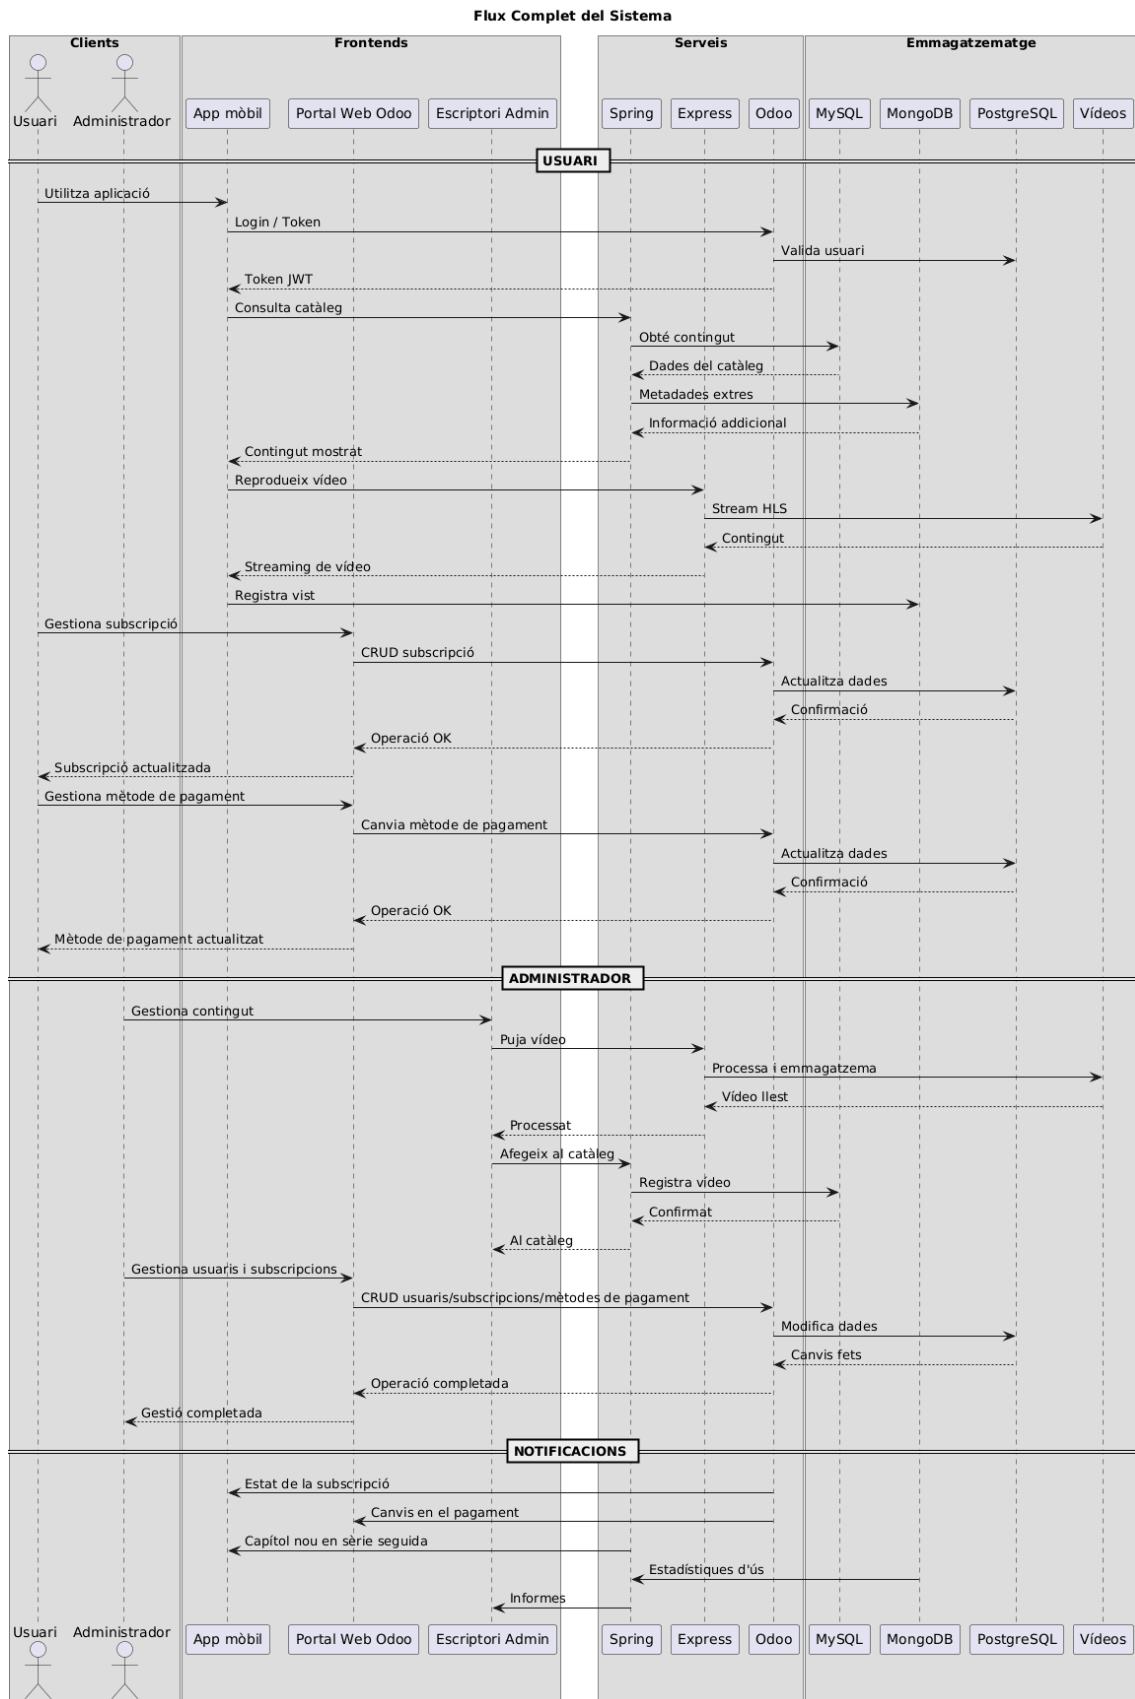 Flux Complet del Sistema
Clients
Frontends
Serveis
Emmagatzematge
Usuari
Administrador
App mòbil
Portal Web Odoo
Escriptori Admin
Spring
Express
Odoo
MySQL
MongoDB
PostgreSQL
Vídeos
USUARI
Utilitza aplicació
Login / Token
Valida usuari
Token JWT
Consulta catàleg
Obté contingut
Dades del catàleg
Metadades extres
Informació addicional
Contingut mostrat
Reprodueix vídeo
Stream HLS
Contingut
Streaming de vídeo
Registra vist
Gestiona subscripció
CRUD subscripció
Actualitza dades
Confirmació
Operació OK
Subscripció actualitzada
Gestiona mètode de pagament
Canvia mètode de pagament
Actualitza dades
Confirmació
Operació OK
Mètode de pagament actualitzat
ADMINISTRADOR
Gestiona contingut
Puja vídeo
Processa i emmagatzema
Vídeo llest
Processat
Afegeix al catàleg
Registra vídeo
Confirmat
Al catàleg
Gestiona usuaris i subscripcions
CRUD usuaris/subscripcions/mètodes de pagament
Modifica dades
Canvis fets
Operació completada
Gestió completada
NOTIFICACIONS
Estat de la subscripció
Canvis en el pagament
Capítol nou en sèrie seguida
Estadístiques d'ús
Informes
Usuari
Administrador
App mòbil
Portal Web Odoo
Escriptori Admin
Spring
Express
Odoo
MySQL
MongoDB
PostgreSQL
Vídeos